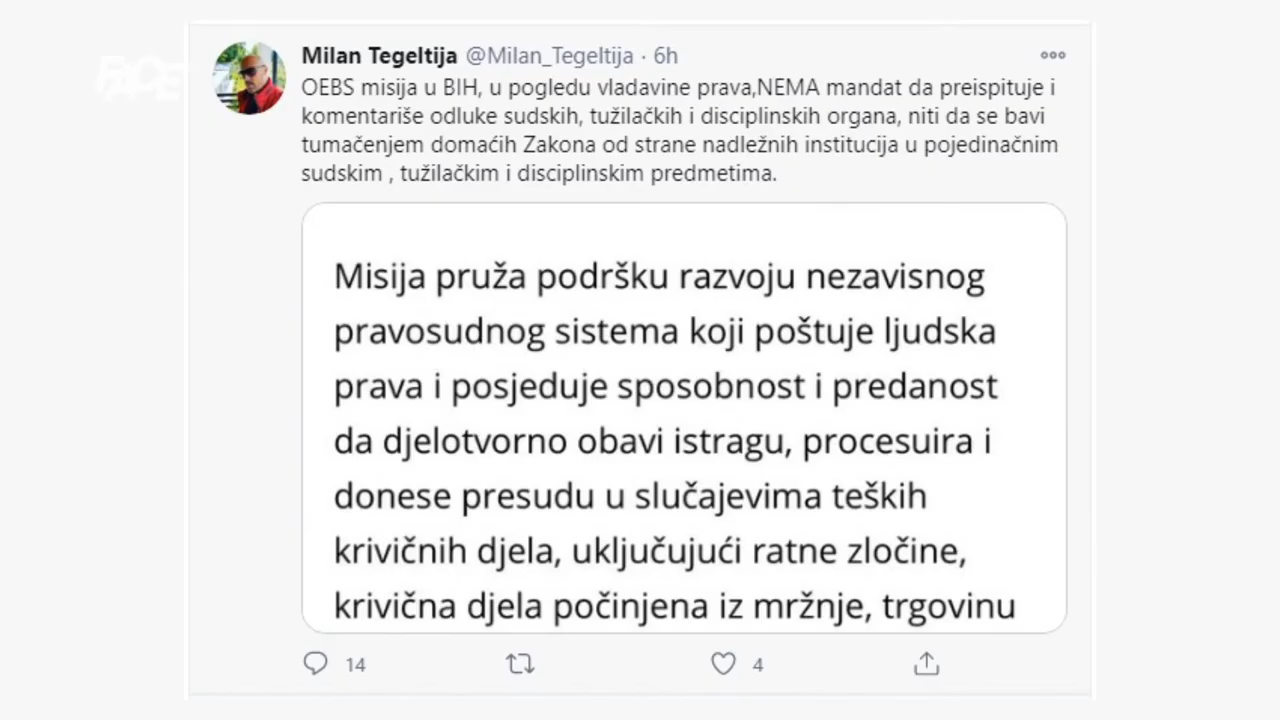 FACE
Milan Tegeltija @Milan_Tegeltija · 6h
OEBS misija u BIH, u pogledu vladavine prava,NEMA mandat da preispituje i
komentariše odluke sudskih, tužilačkih i disciplinskih organa, niti da se bavi
tumačenjem domaćih Zakona od strane nadležnih institucija u pojedinačnim
sudskim , tužilačkim i disciplinskim predmetima.
Misija pruža podršku razvoju nezavisnog
pravosudnog sistema koji poštuje ljudska
prava i posjeduje sposobnost i predanost
da djelotvorno obavi istragu, procesuira i
donese presudu u slučajevima teških
krivičnih djela, uključujući ratne zločine,
krivična djela počinjena iz mržnje, trgovinu
14 4